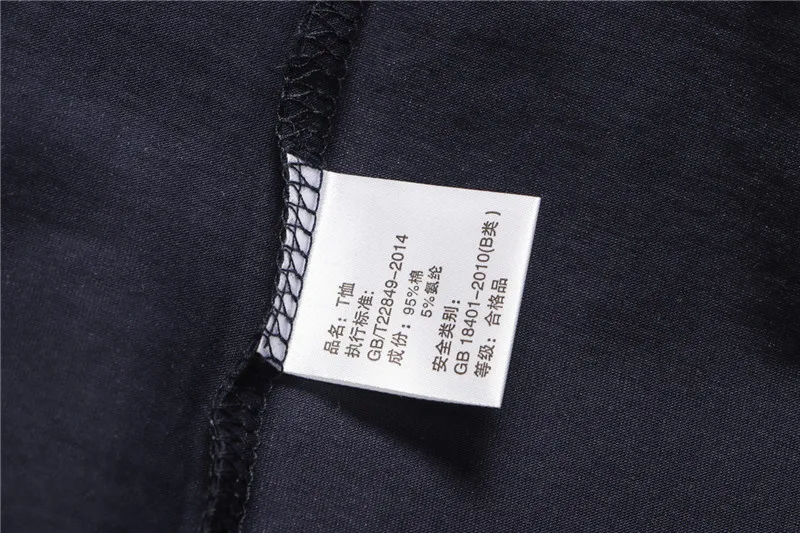 品名：T恤
执行标准：
GB/T22849-2014
成份：95%棉
5%氨纶
安全类别：
GB 18401-2010(B类)
等级：合格品